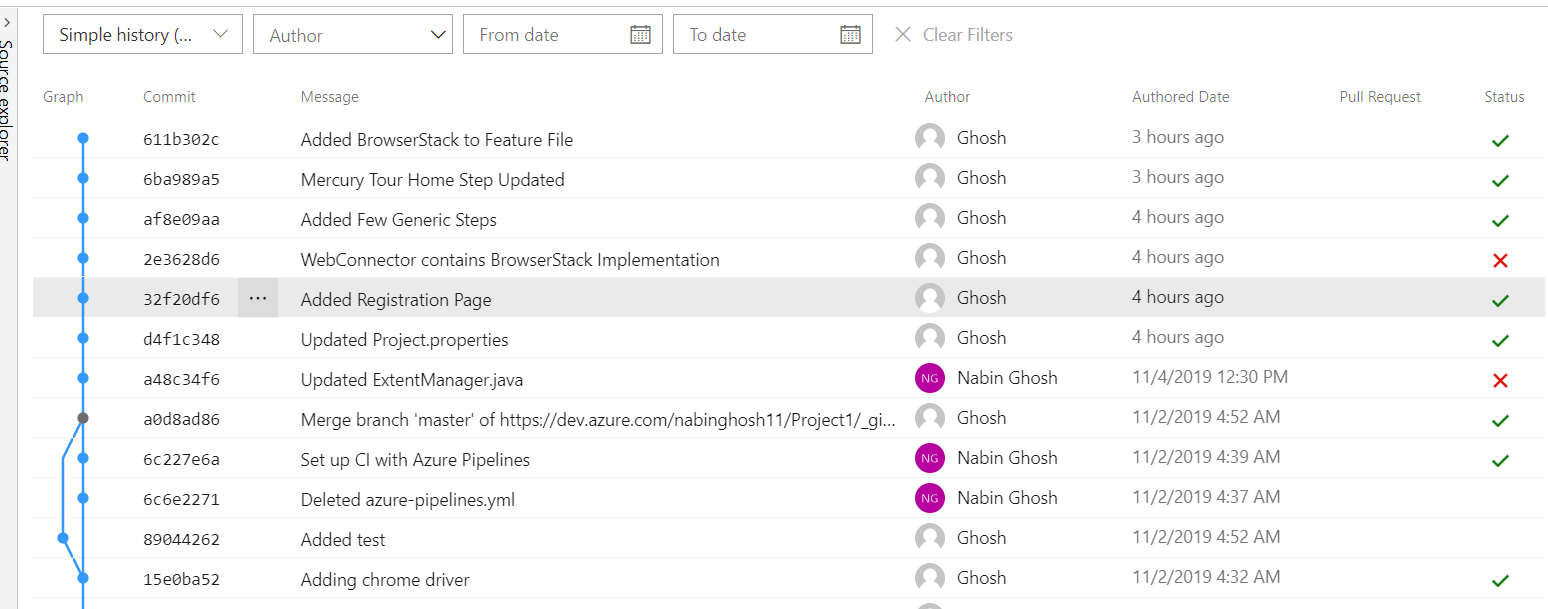 Source explorer
Simple history (... Author From date To date Clear Filters
Graph Commit Message Author Authored Date Pull Request Status
611b302c Added BrowserStack to Feature File Ghosh 3 hours ago
6ba989a5 Mercury Tour Home Step Updated Ghosh 3 hours ago
af8e09aa Added Few Generic Steps Ghosh 4 hours ago
2e3628d6 WebConnector contains BrowserStack Implementation Ghosh 4 hours ago
32f20df6 ... Added Registration Page Ghosh 4 hours ago
d4f1c348 Updated Project.properties Ghosh 4 hours ago
a48c34f6 Updated ExtentManager.java NG Nabin Ghosh 11/4/2019 12:30 PM
a0d8ad86 Merge branch 'master' of https://dev.azure.com/nabinghosh11/Project1/_gi... Ghosh 11/2/2019 4:52 AM
6c227e6a Set up CI with Azure Pipelines NG Nabin Ghosh 11/2/2019 4:39 AM
6c6e2271 Deleted azure-pipelines.yml NG Nabin Ghosh 11/2/2019 4:37 AM
89044262 Added test Ghosh 11/2/2019 4:52 AM
15e0ba52 Adding chrome driver Ghosh 11/2/2019 4:32 AM